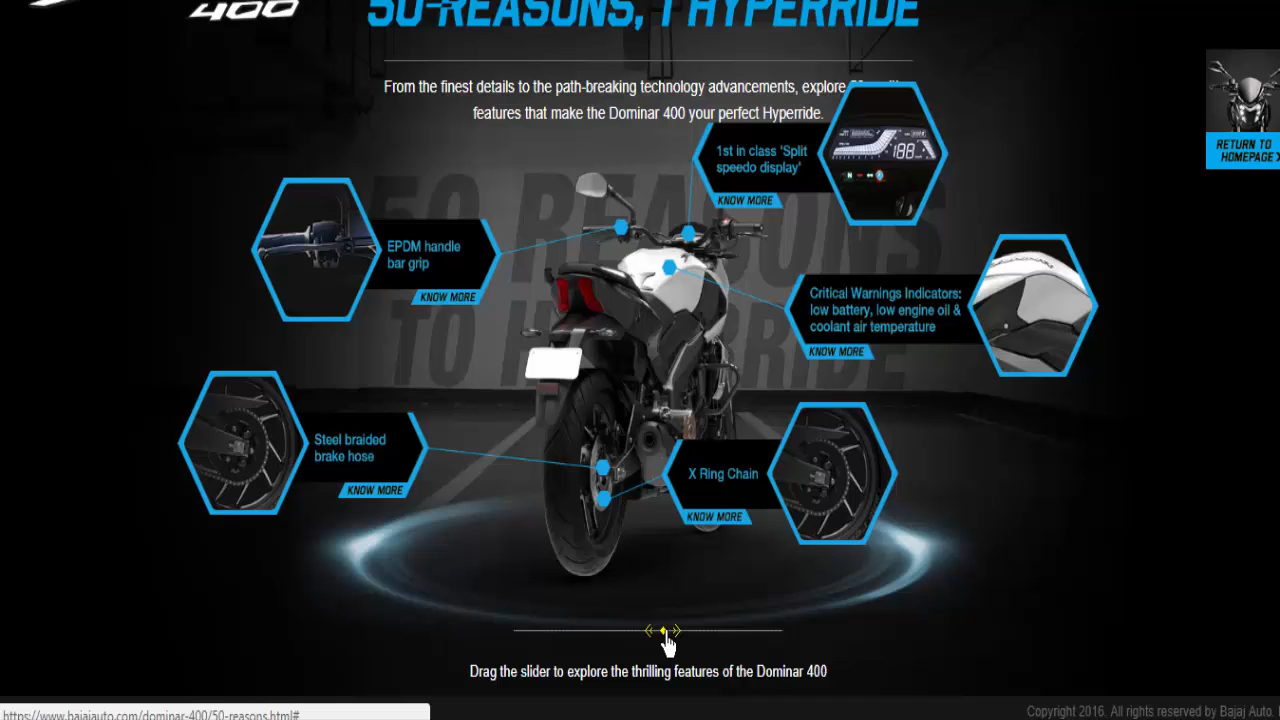 400
50-REASONS, 1 HYPERRIDE
From the finest details to the path-breaking technology advancements, explore
features that make the Dominar 400 your perfect Hyperride.
RETURN TO
HOMEPAGE
1st in class 'Split
speedo display'
KNOW MORE
188
50 REASONS
TO HYPERRIDE
EPDM handle
bar grip
KNOW MORE
Critical Warnings Indicators:
low battery, low engine oil &
coolant air temperature
KNOW MORE
Steel braided
brake hose
KNOW MORE
X Ring Chain
KNOW MORE
Drag the slider to explore the thrilling features of the Dominar 400
https://www.bajajauto.com/dominar-400/50-reasons.html#
Copyright 2016. All rights reserved by Bajaj Auto.